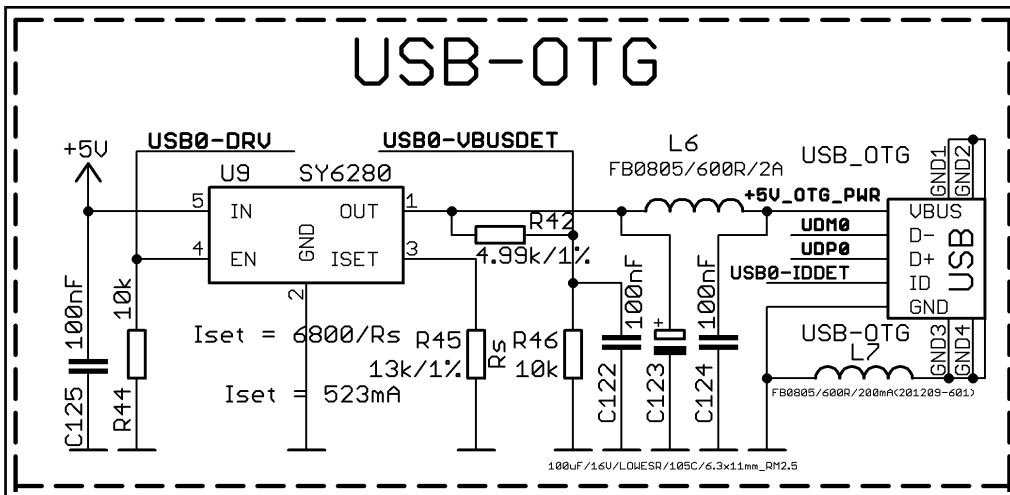 USB-OTG
USB0-DRV
USB0-VBUSDET
+5V
U9
SY6280
5
IN
OUT
1
4
EN
GND
ISET
3
2
R42
4.99k/1%
L6
FB0805/600R/2A
USB_OTG
+5V_OTG_PWR
GND1
GND2
VBUS
UDM0
D-
UDP0
D+
USB0-IDDET
ID
GND
USB
USB-OTG
GND3
GND4
L7
FB0805/600R/200mA(201209-601)
100nF
C125
10k
R44
Iset = 6800/Rs
Iset = 523mA
R45
13k/1%
Rs
R46
10k
100nF
C122
+
C123
100nF
C124
100uF/16V/LOWESR/105C/6.3x11mm_RM2.5